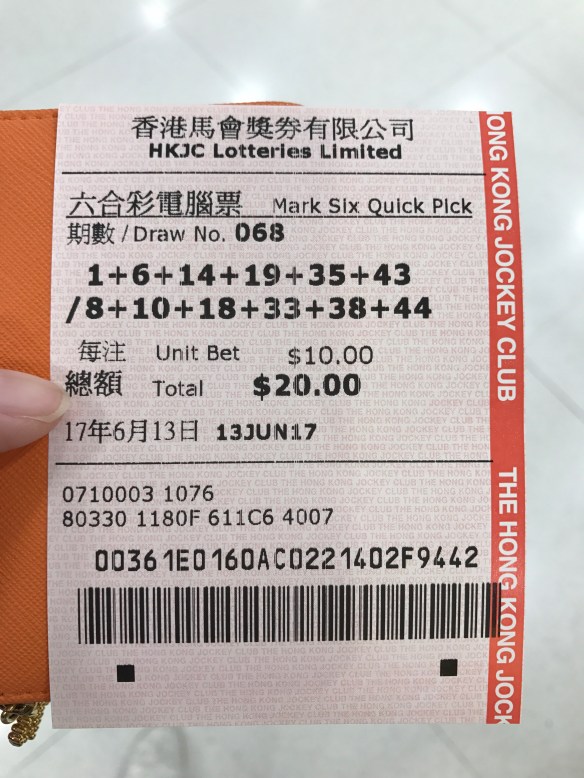 香港馬會獎券有限公司
HKJC Lotteries Limited
六合彩電腦票 Mark Six Quick Pick
期數 / Draw No. 068
1+6+14+19+35+43
/8+10+18+33+38+44
每注 Unit Bet $10.00
總額 Total $20.00
17年6月13日 13JUN17
0710003 1076
80330 1180F 611C6 4007
00361E0160AC0221402F9442
ONG KONG JOCKEY CLUB
THE HONG KONG JOCK